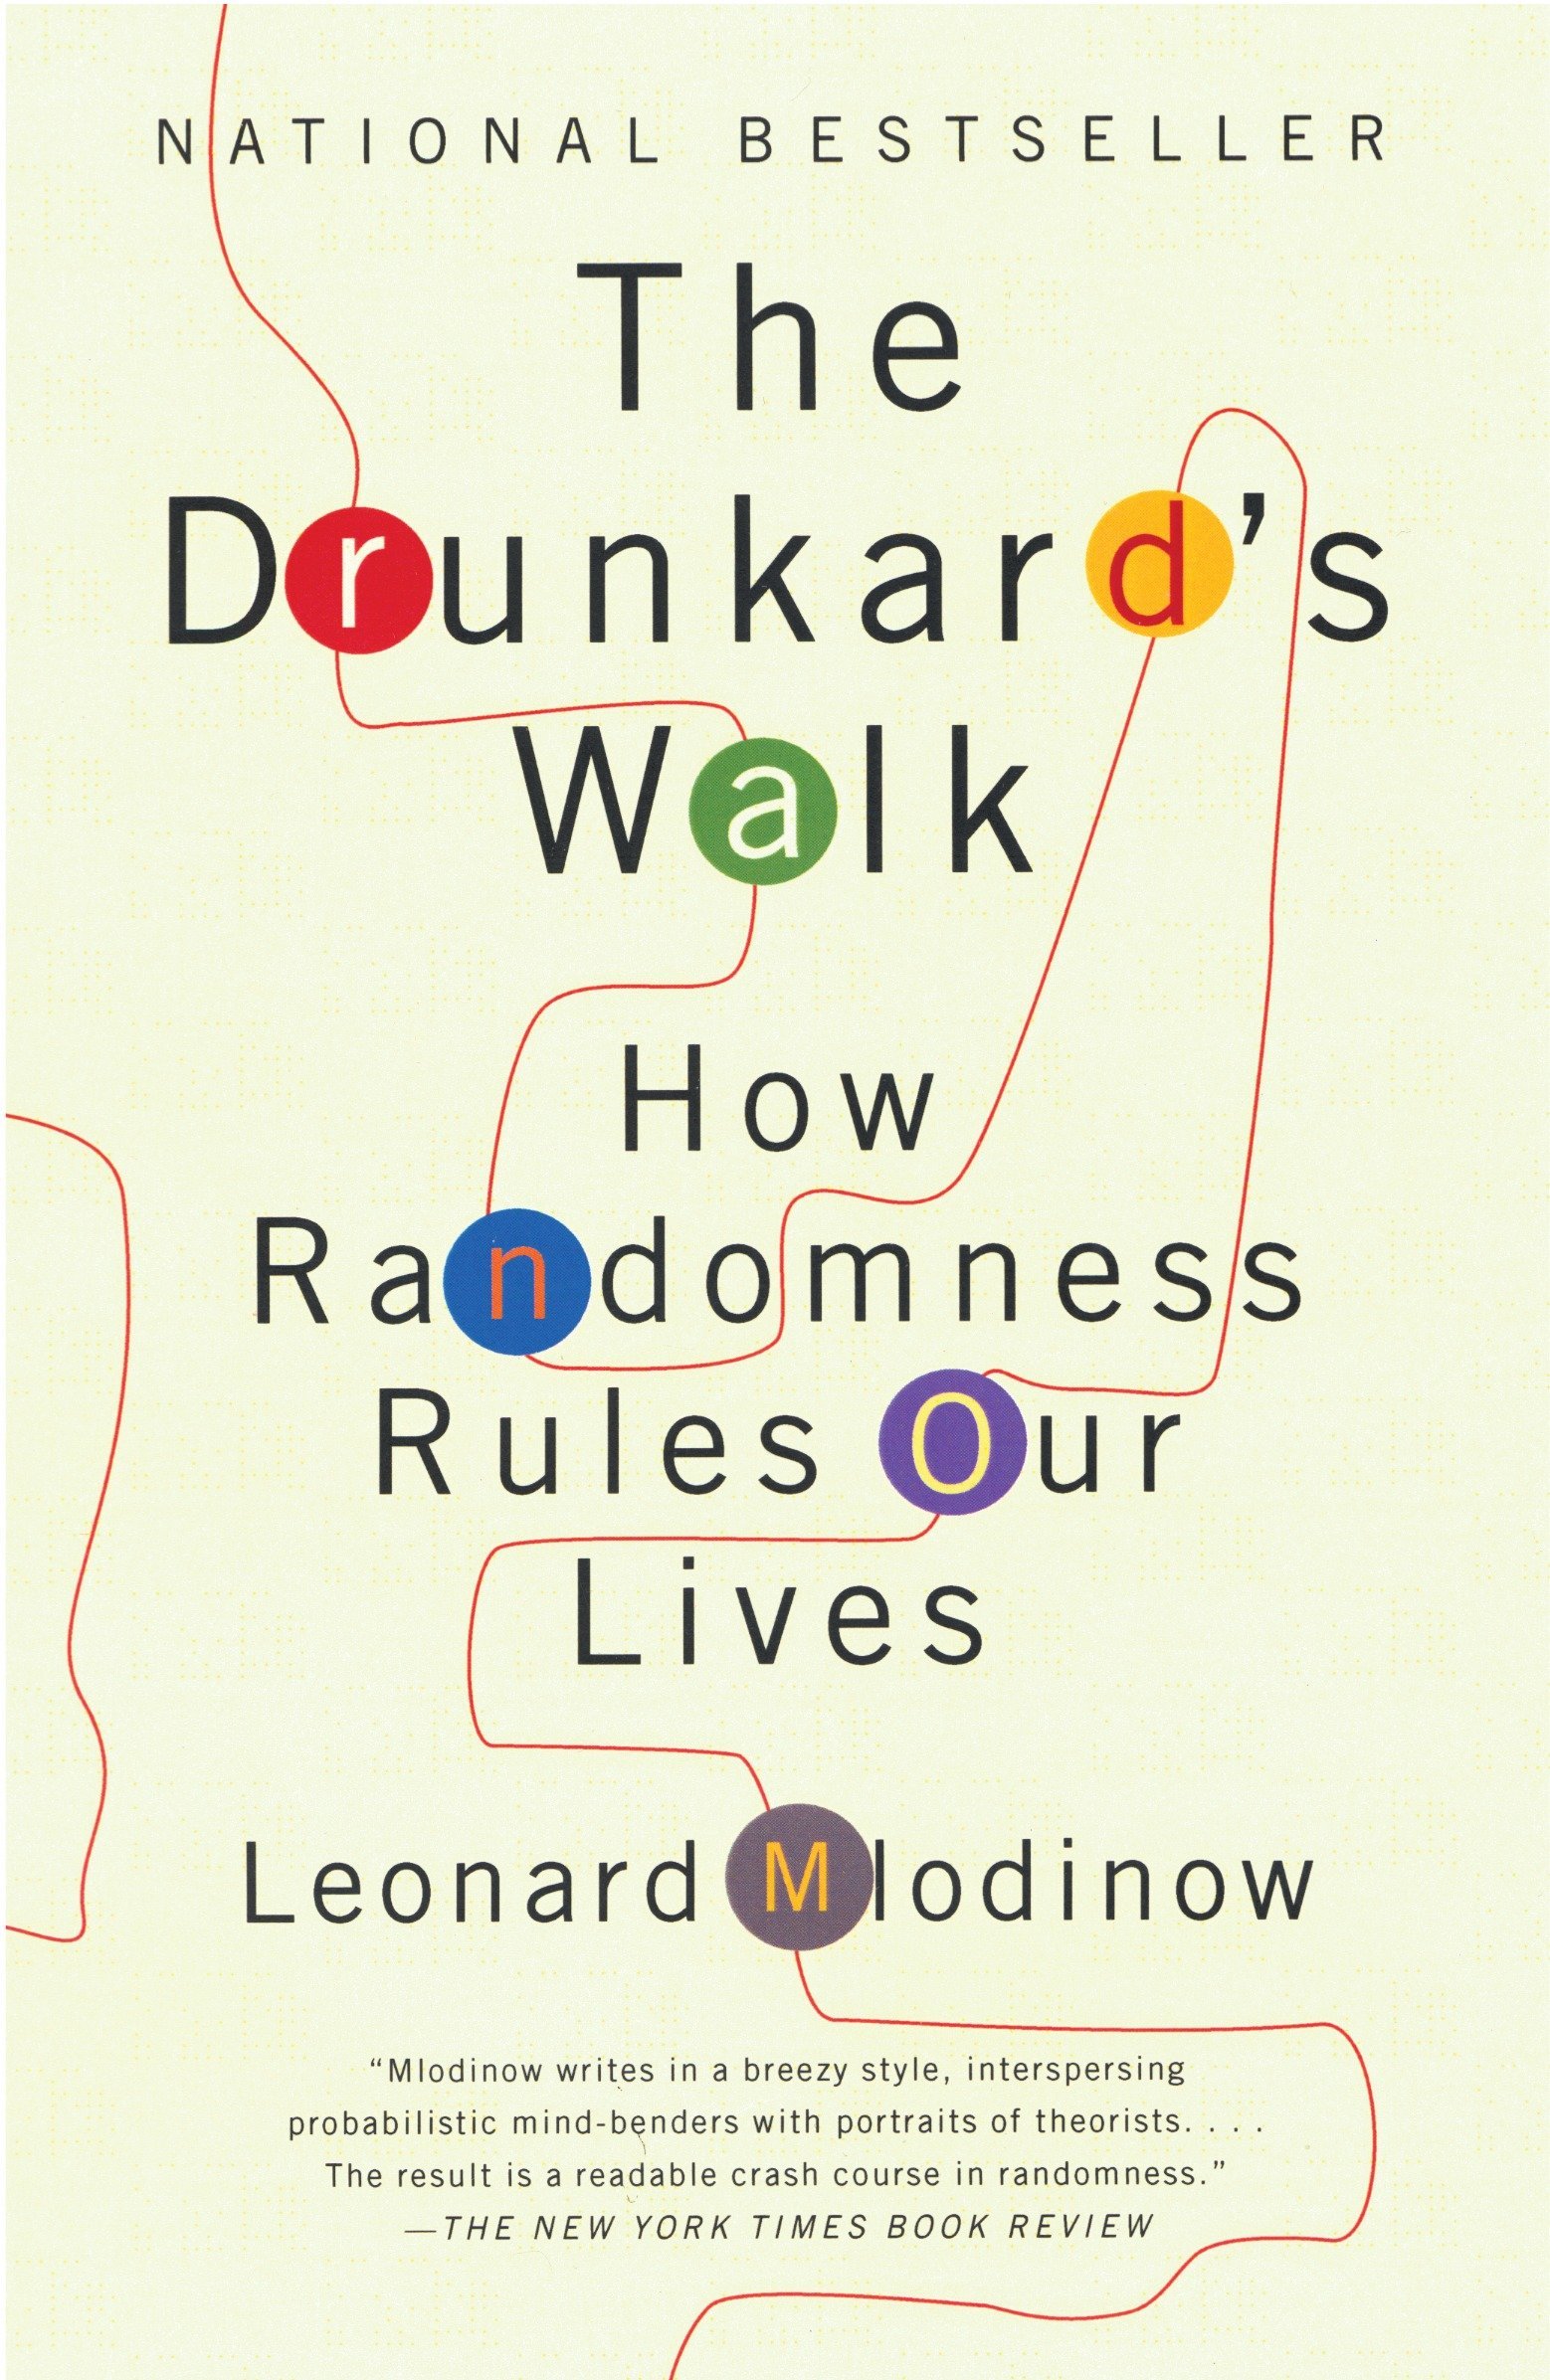 NATIONAL BESTSELLER
The
Drunkard's
Walk
How
Randomness
Rules Our
Lives
Leonard Mlodinow
“Mlodinow writes in a breezy style, interspersing
probabilistic mind-benders with portraits of theorists. . . .
The result is a readable crash course in randomness.”
—THE NEW YORK TIMES BOOK REVIEW